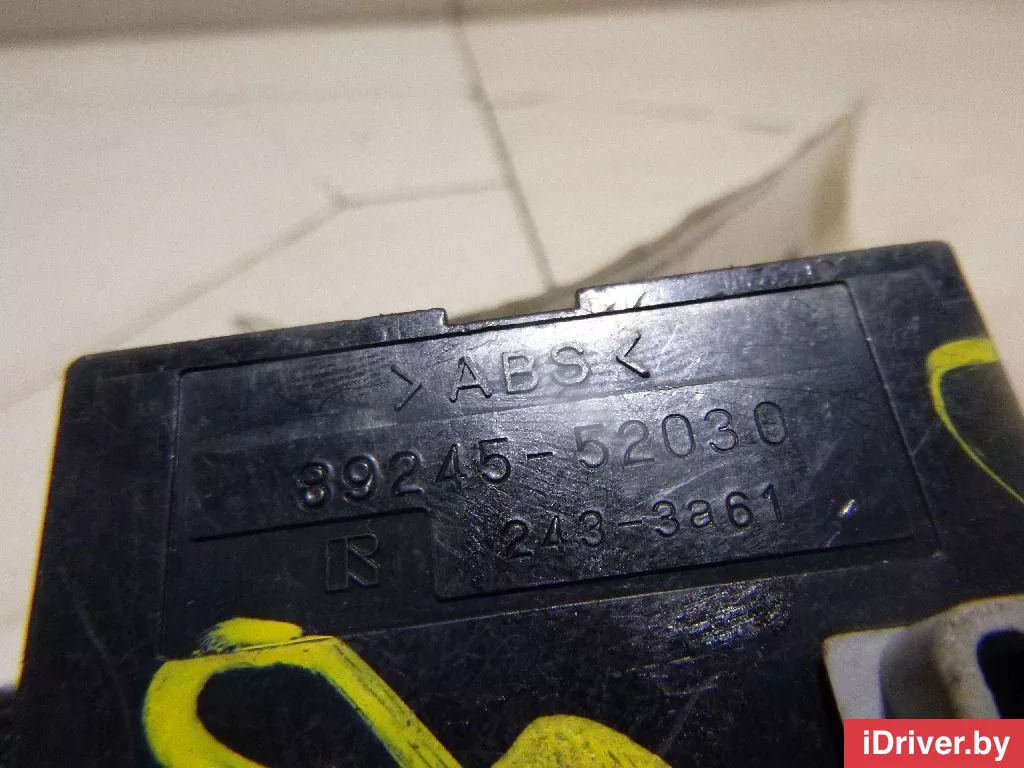 >ABS<
89245-52030
243-3a61
R
iDriver.by